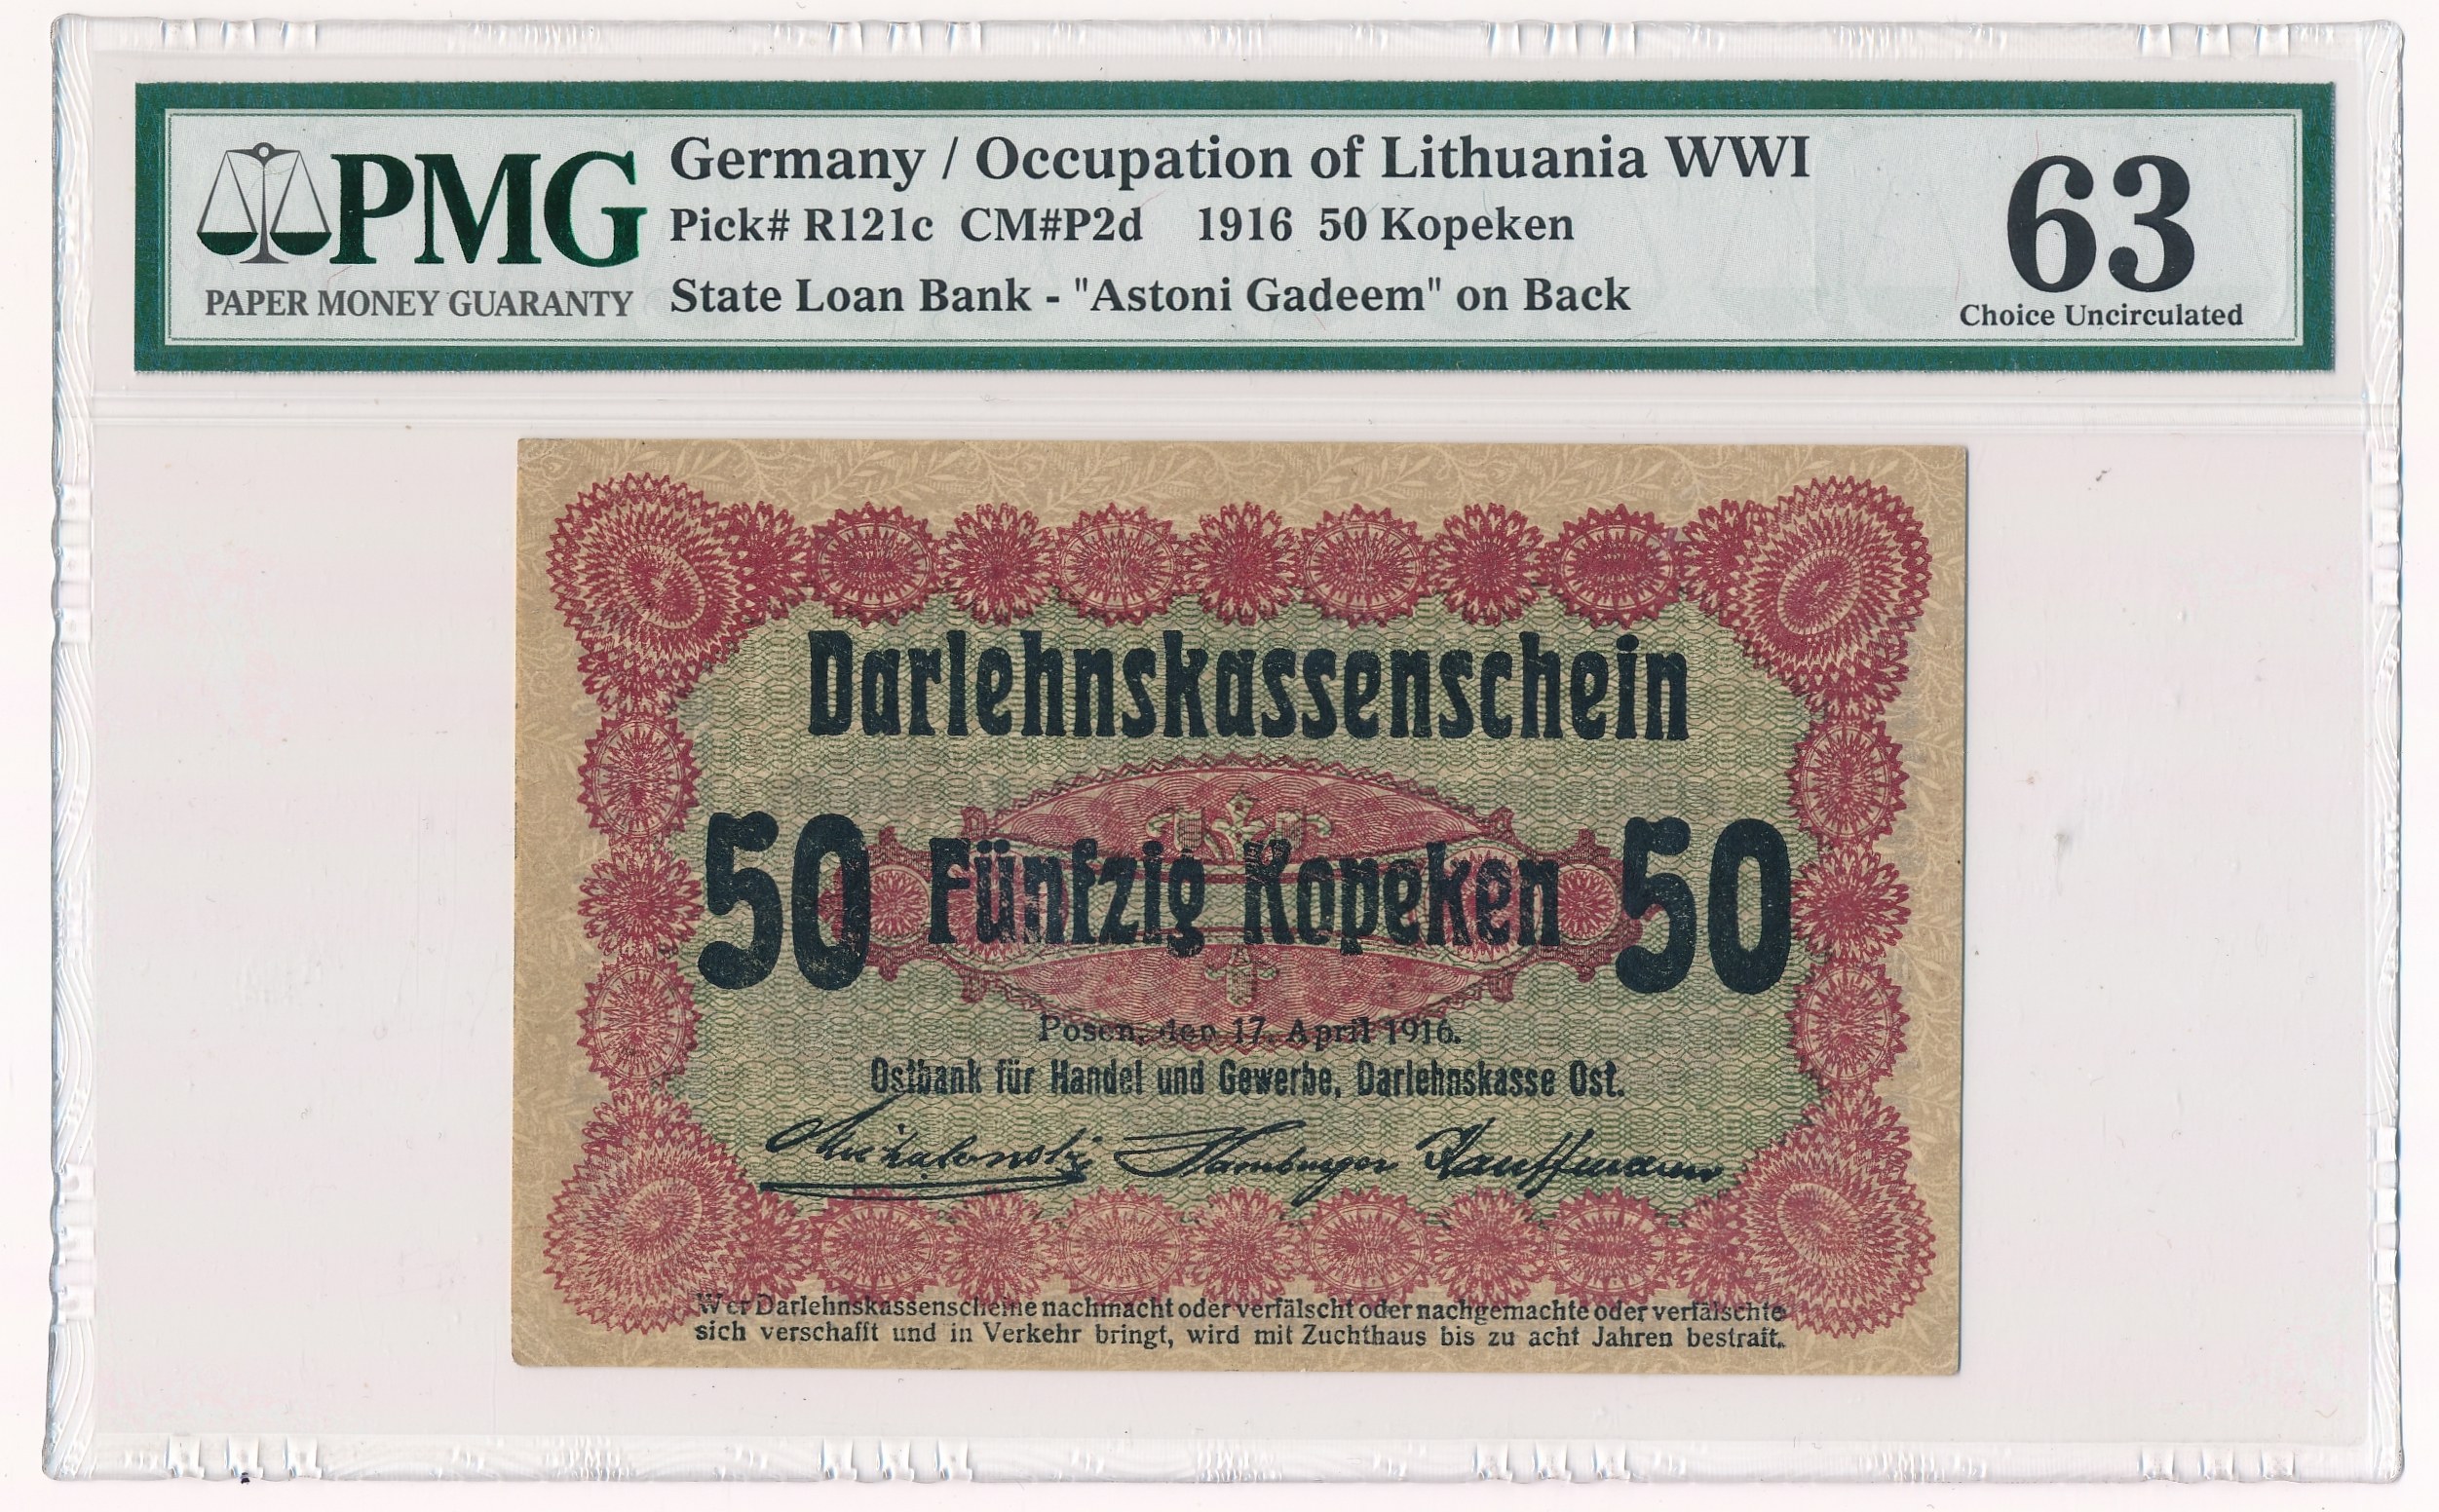 PMG
PAPER MONEY GUARANTY
Germany / Occupation of Lithuania WWI
Pick# R121c CM#P2d 1916 50 Kopeken
State Loan Bank - "Astoni Gadeem" on Back
63
Choice Uncirculated
Darlehnskassenschein
50 Fünfzig Kopeken 50
Posen, den 17. April 1916.
Ostbank für Handel und Gewerbe, Darlehnskasse Ost.
Michalowsky Hamburger Kauffmann
Wer Darlehnskassenscheine nachmacht oder verfälscht oder nachgemachte oder verfälschte
sich verschafft und in Verkehr bringt, wird mit Zuchthaus bis zu acht Jahren bestraft.